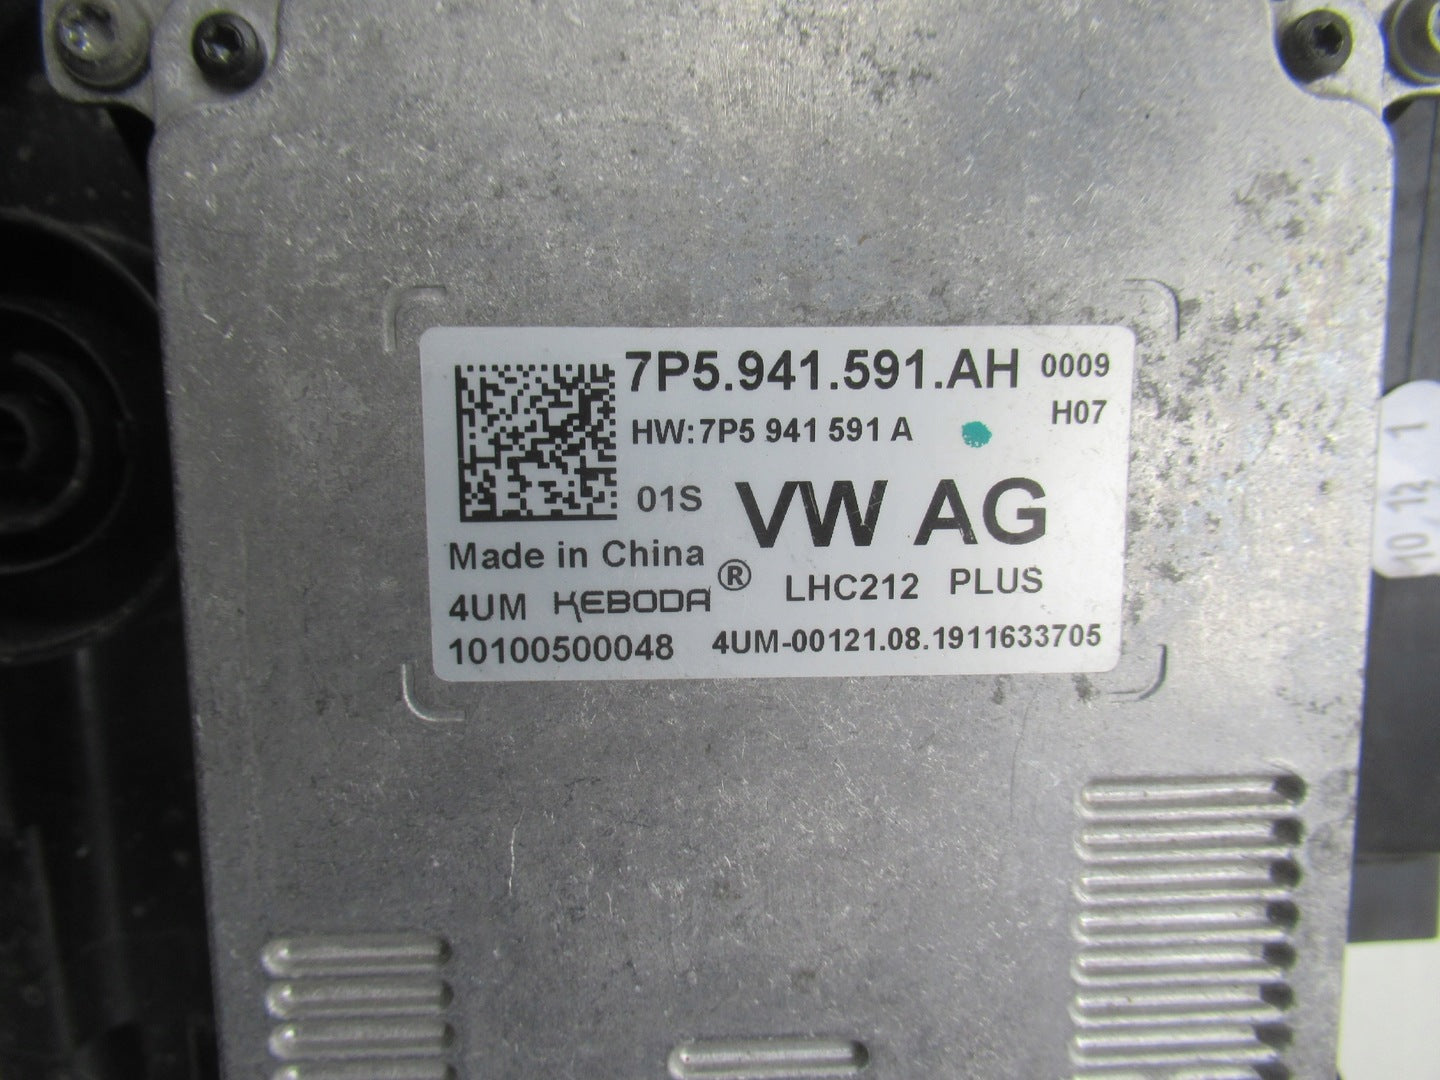 7P5.941.591.AH 0009
HW:7P5 941 591 A H07
01S VW AG
Made in China
4UM KEBODA® LHC212 PLUS
10100500048 4UM-00121.08.1911633705